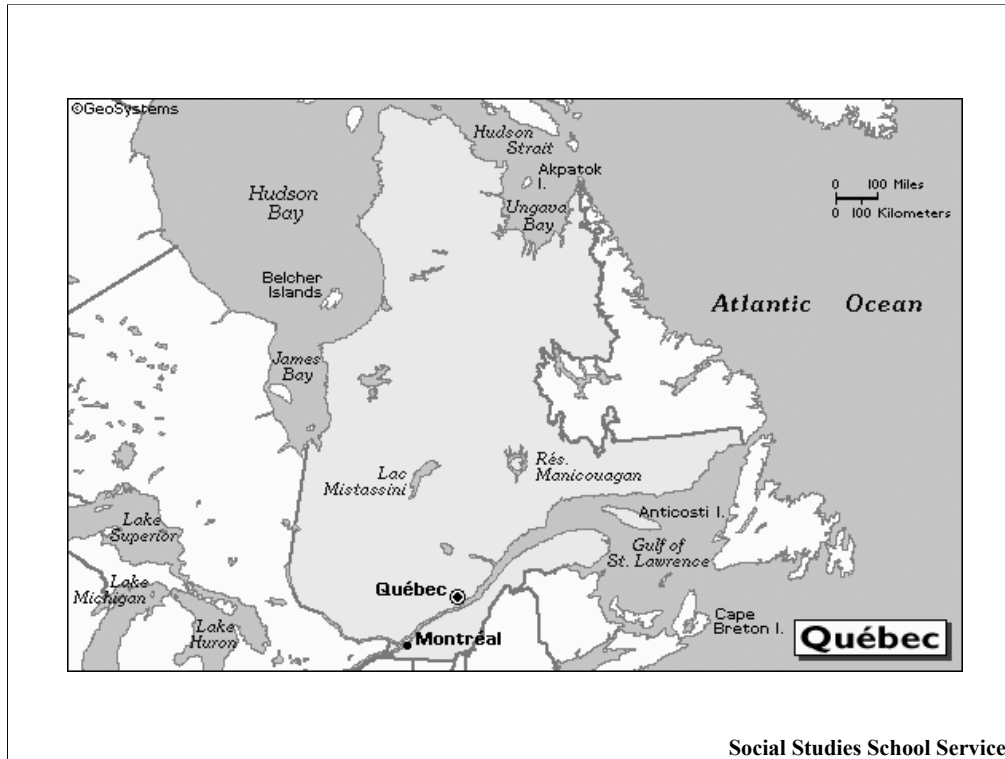 ©GeoSystems
Hudson
Strait
Akpatok
I.
Ungava
Bay
0 100 Miles
0 100 Kilometers
Hudson
Bay
Belcher
Islands
Atlantic Ocean
James
Bay
Lac
Mistassini
Rés.
Manicouagan
Anticosti I.
Gulf of
St. Lawrence
Lake
Superior
Lake
Michigan
Lake
Huron
Québec
Montréal
Cape
Breton I.
Québec
Social Studies School Service